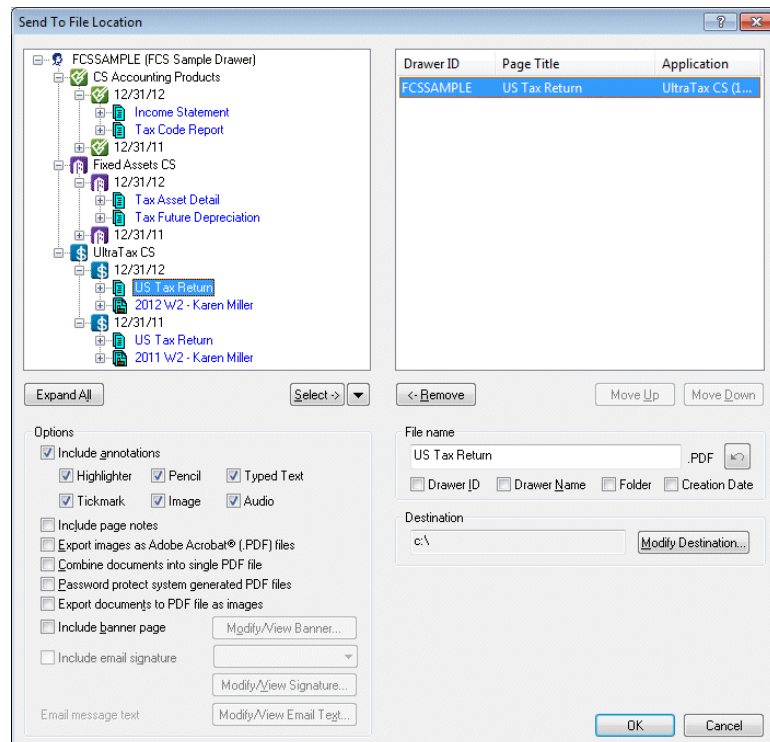 Send To File Location
FCSSAMPLE (FCS Sample Drawer)
CS Accounting Products
12/31/12
Income Statement
Tax Code Report
12/31/11
Fixed Assets CS
12/31/12
Tax Asset Detail
Tax Future Depreciation
12/31/11
UltraTax CS
12/31/12
US Tax Return
2012 W2 - Karen Miller
12/31/11
US Tax Return
2011 W2 - Karen Miller
Drawer ID Page Title Application
FCSSAMPLE US Tax Return UltraTax CS (1...
Expand All Select ->
<- Remove Move Up Move Down
Options
Include annotations
Highlighter Pencil Typed Text
Tickmark Image Audio
Include page notes
Export images as Adobe Acrobat® (.PDF) files
Combine documents into single PDF file
Password protect system generated PDF files
Export documents to PDF file as images
Include banner page Modify/View Banner...
Include email signature
Modify/View Signature...
Email message text Modify/View Email Text...
File name
US Tax Return .PDF
Drawer ID Drawer Name Folder Creation Date
Destination
c:\ Modify Destination...
OK Cancel